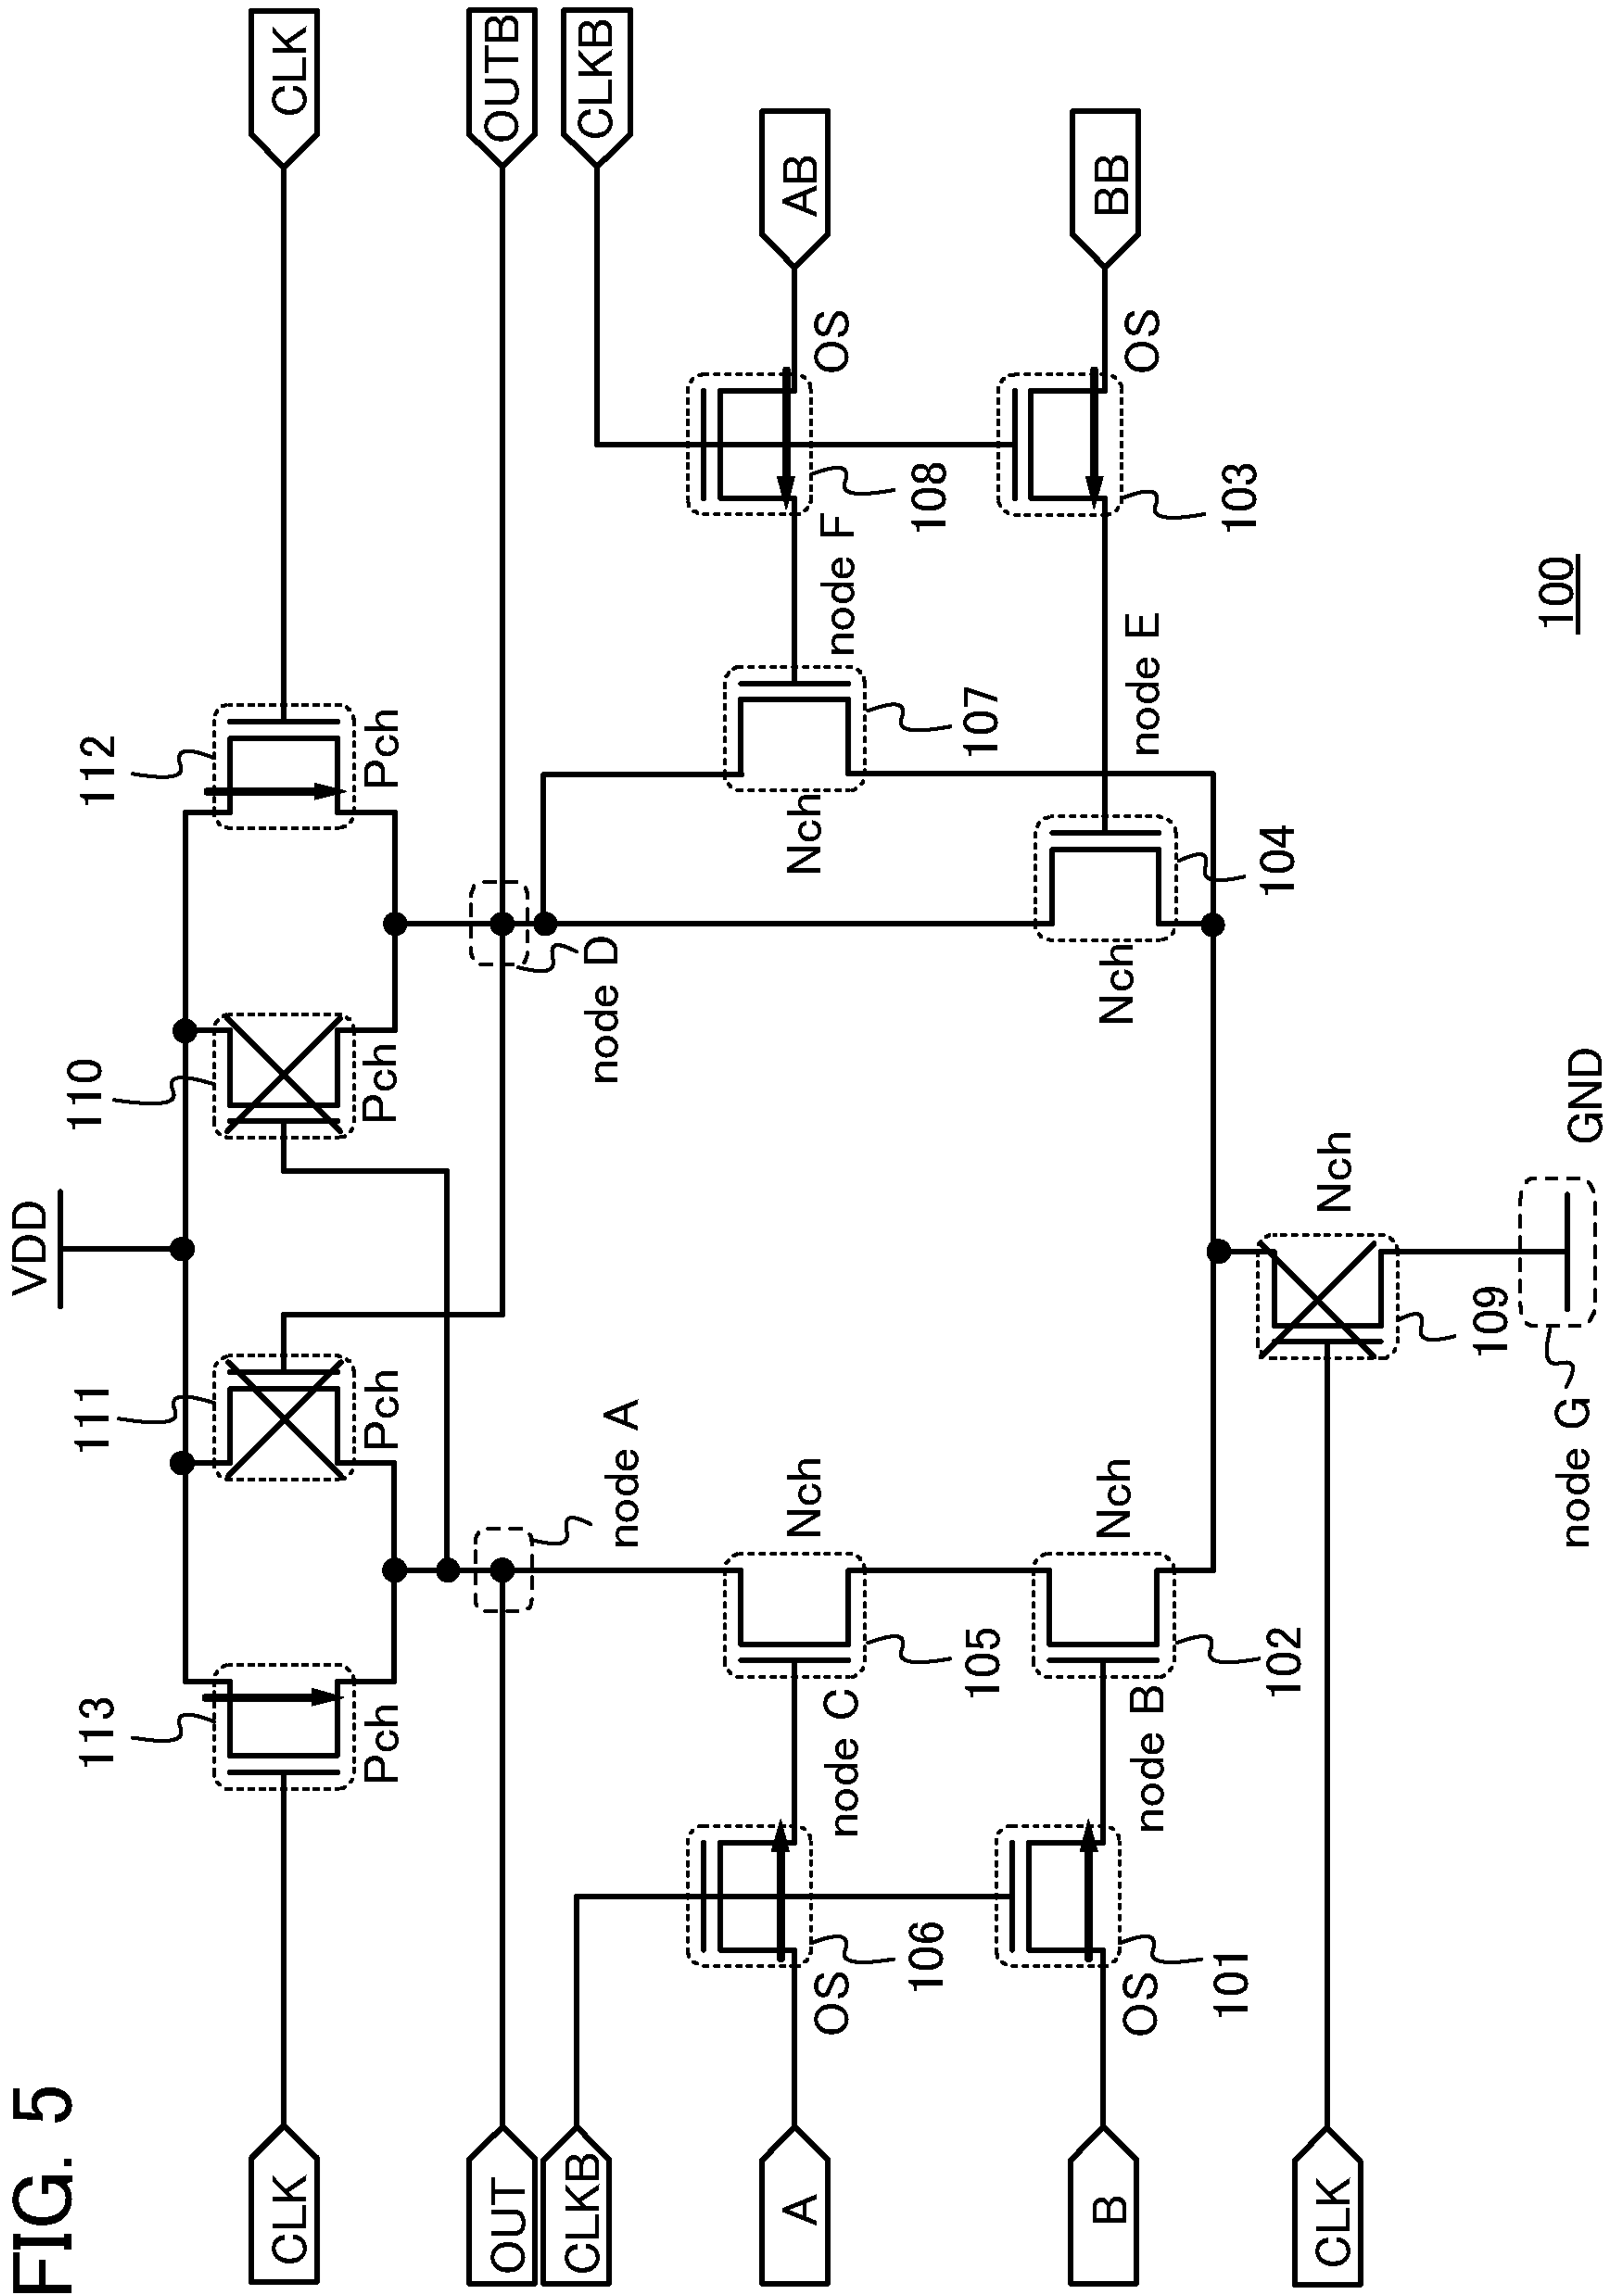 FIG. 5
VDD
113
111
110
112
CLK
Pch
Pch
Pch
Pch
CLK
OUT
node A
node D
OUTB
CLKB
CLKB
A
OS
106
node C
105
Nch
Nch
107
node F
108
OS
AB
B
OS
101
node B
102
Nch
Nch
104
node E
103
OS
BB
CLK
109
Nch
node G
GND
100